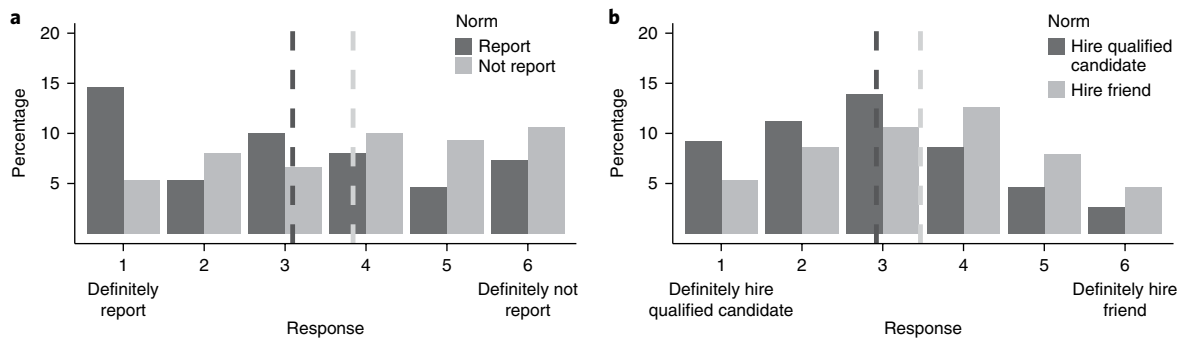 a
Norm
Report
Not report
20
15
10
5
Percentage
1
2
3
4
5
6
Definitely
report
Definitely not
report
Response
b
Norm
Hire qualified
candidate
Hire friend
20
15
10
5
Percentage
1
2
3
4
5
6
Definitely hire
qualified candidate
Definitely hire
friend
Response